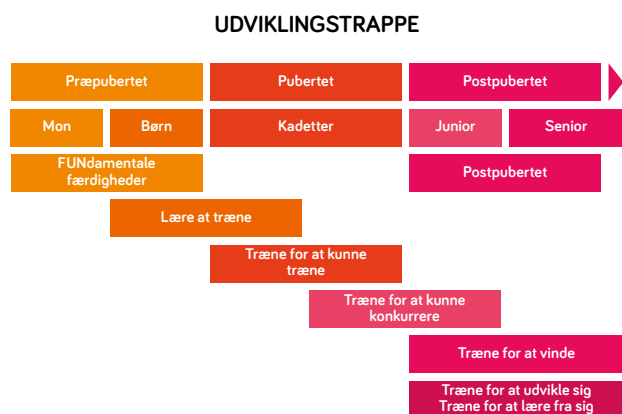 UDVIKLINGSTRAPPE
Præpubertet
Pubertet
Postpubertet
Mon
Børn
Kadetter
Junior
Senior
FUNdamentale
færdigheder
Postpubertet
Lære at træne
Træne for at kunne
træne
Træne for at kunne
konkurrere
Træne for at vinde
Træne for at udvikle sig
Træne for at lære fra sig